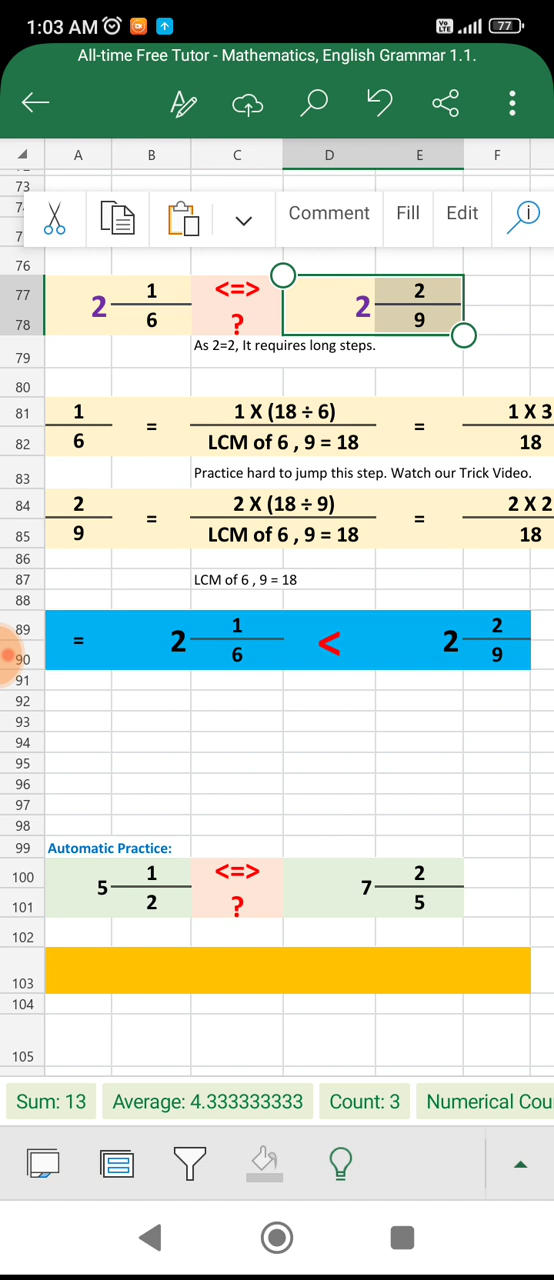 1:03 AM
Vo LTE
77
All-time Free Tutor - Mathematics, English Grammar 1.1.
A B C D E F
73
Comment Fill Edit
76
77 2 1 <=> 2 2
78 6 ? 9
79 As 2=2, It requires long steps.
80
81 1 = 1 X (18 ÷ 6) = 1 X 3
82 6 LCM of 6 , 9 = 18 18
83 Practice hard to jump this step. Watch our Trick Video.
84 2 = 2 X (18 ÷ 9) = 2 X 2
85 9 LCM of 6 , 9 = 18 18
86
87 LCM of 6 , 9 = 18
88
89 = 2 1 < 2 2
90 6 9
91
92
93
94
95
96
97
98
99 Automatic Practice:
100 5 1 <=> 7 2
101 2 ? 5
102
103
104
105
Sum: 13 Average: 4.333333333 Count: 3 Numerical Cou